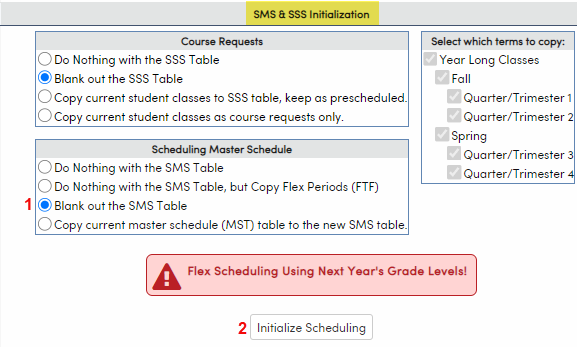 SMS & SSS Initialization
Course Requests
Do Nothing with the SSS Table
Blank out the SSS Table
Copy current student classes to SSS table, keep as prescheduled.
Copy current student classes as course requests only.
Scheduling Master Schedule
Do Nothing with the SMS Table
Do Nothing with the SMS Table, but Copy Flex Periods (FTF)
1 Blank out the SMS Table
Copy current master schedule (MST) table to the new SMS table.
Select which terms to copy:
Year Long Classes
Fall
Quarter/Trimester 1
Quarter/Trimester 2
Spring
Quarter/Trimester 3
Quarter/Trimester 4
Flex Scheduling Using Next Year's Grade Levels!
2 Initialize Scheduling